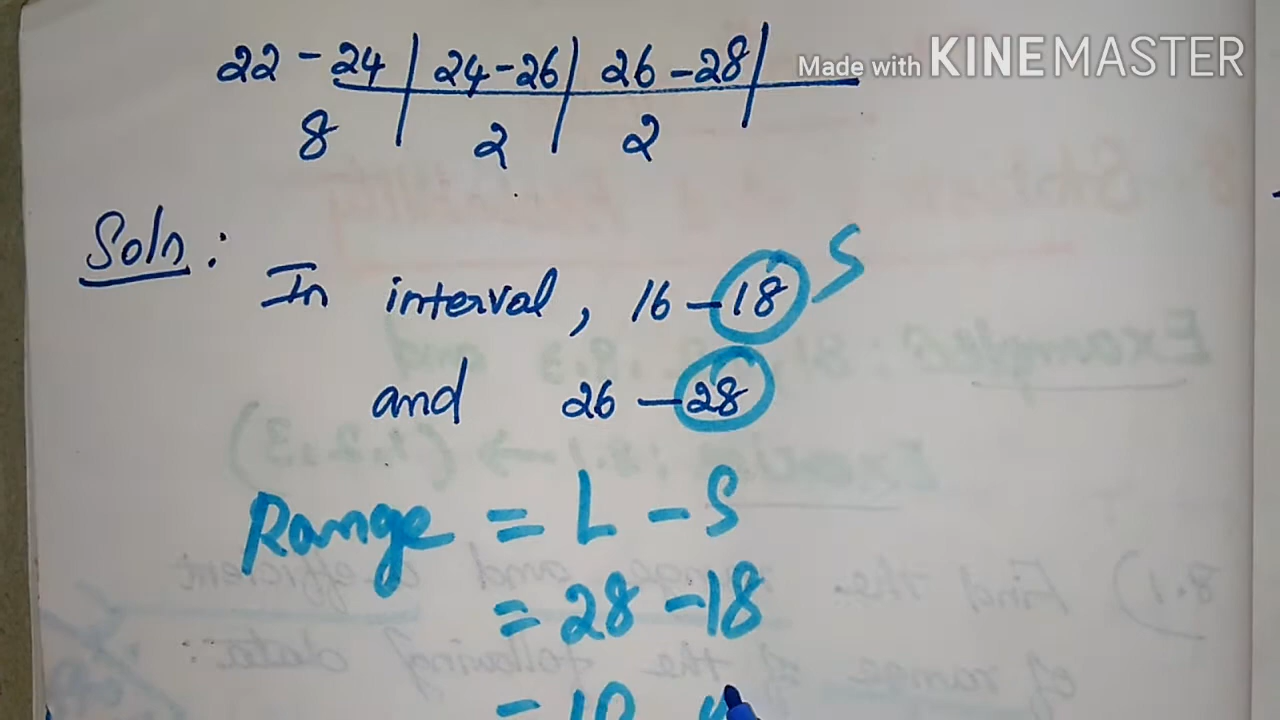 Made with KINEMASTER
22 - 24 | 24 - 26 | 26 - 28 |
8 | 2 | 2
Soln :
In interval, 16 - 18 S
and 26 - 28
Range = L - S
= 28 - 18
= 10